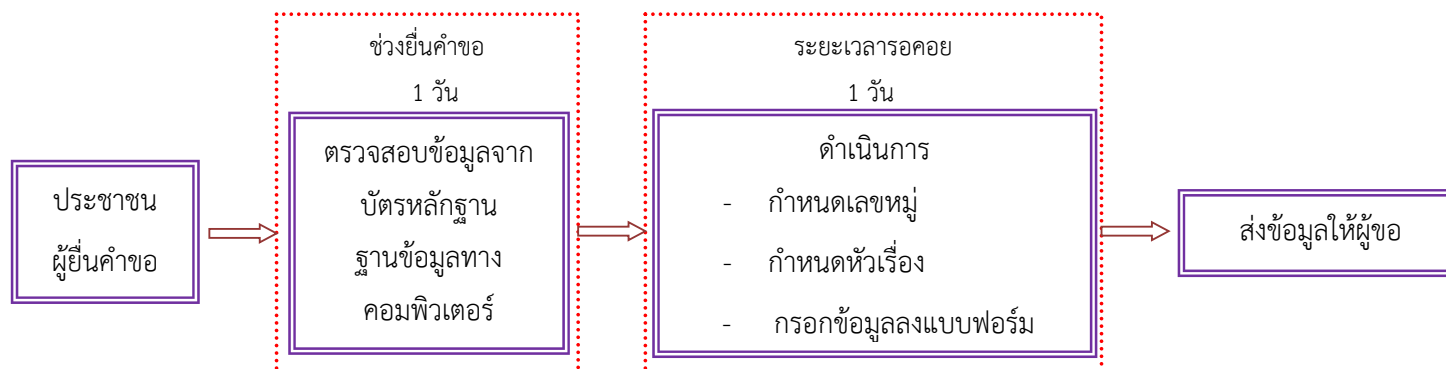 ประชาชน
ผู้ยื่นคำขอ
ช่วงยื่นคำขอ
1 วัน
ตรวจสอบข้อมูลจาก
บัตรหลักฐาน
ฐานข้อมูลทาง
คอมพิวเตอร์
ระยะเวลารอคอย
1 วัน
ดำเนินการ
- กำหนดเลขหมู่
- กำหนดหัวเรื่อง
- กรอกข้อมูลลงแบบฟอร์ม
ส่งข้อมูลให้ผู้ขอ